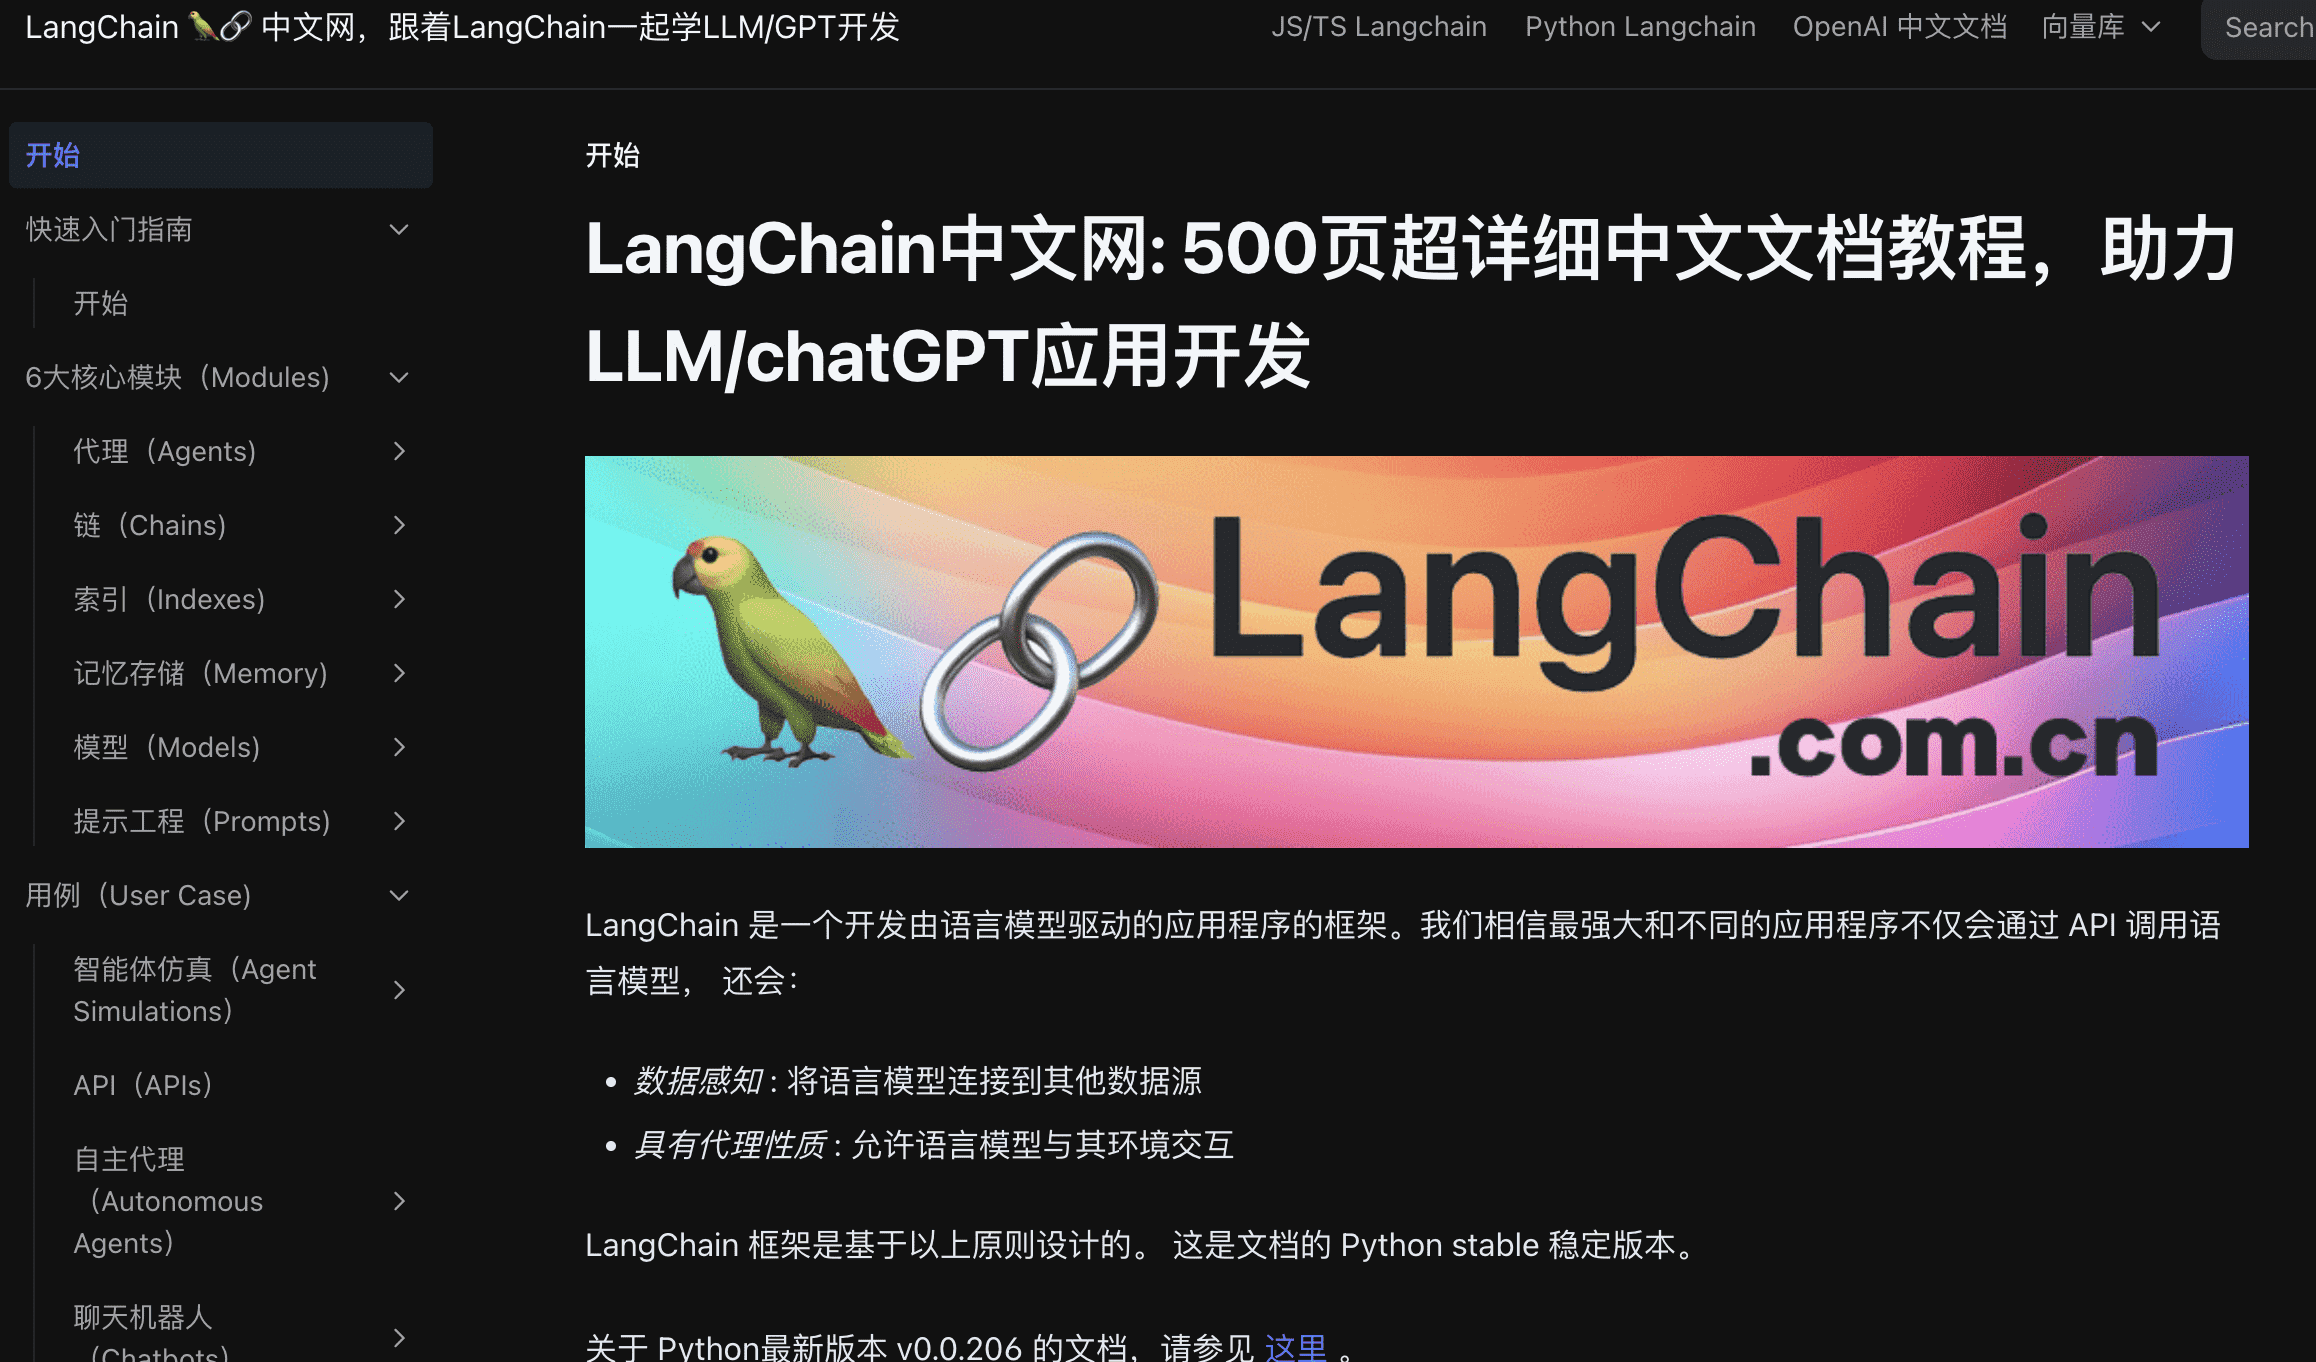 LangChain 🦜🔗 中文网，跟着LangChain一起学LLM/GPT开发
JS/TS Langchain
Python Langchain
OpenAI 中文文档
向量库
Search
开始
快速入门指南
开始
6大核心模块（Modules）
代理（Agents）
链（Chains）
索引（Indexes）
记忆存储（Memory）
模型（Models）
提示工程（Prompts）
用例（User Case）
智能体仿真（Agent
Simulations）
API（APIs）
自主代理
（Autonomous
Agents）
聊天机器人
（Chatbots）
开始
LangChain中文网: 500页超详细中文文档教程，助力
LLM/chatGPT应用开发
LangChain
.com.cn
LangChain 是一个开发由语言模型驱动的应用程序的框架。我们相信最强大和不同的应用程序不仅会通过 API 调用语
言模型， 还会：
• 数据感知 : 将语言模型连接到其他数据源
• 具有代理性质 : 允许语言模型与其环境交互
LangChain 框架是基于以上原则设计的。 这是文档的 Python stable 稳定版本。
关于 Python最新版本 v0.0.206 的文档，请参见 这里 。